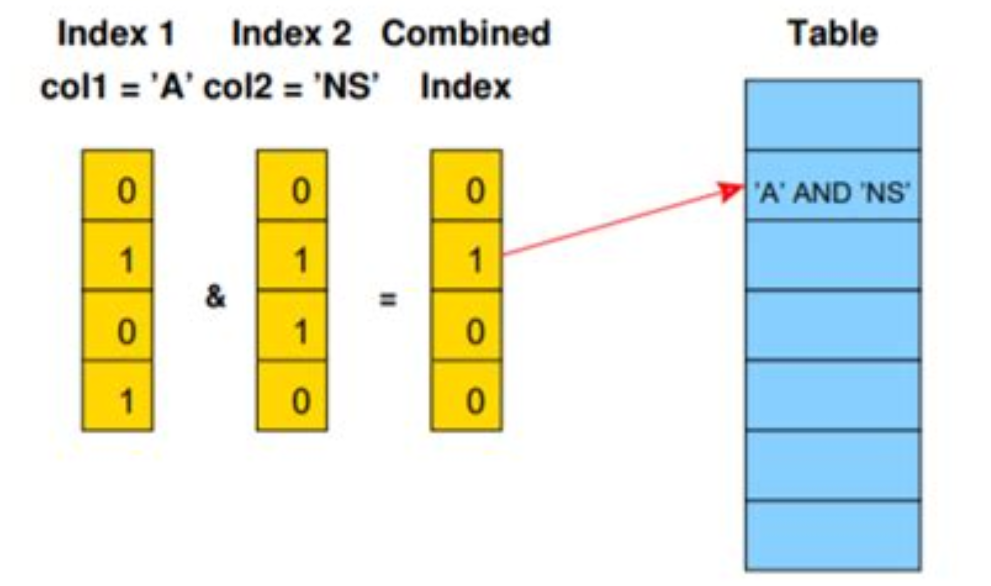 Index 1 Index 2 Combined Table
col1 = 'A' col2 = 'NS' Index
0 0 0 'A' AND 'NS'
1 1 1
& =
0 1 0
1 0 0